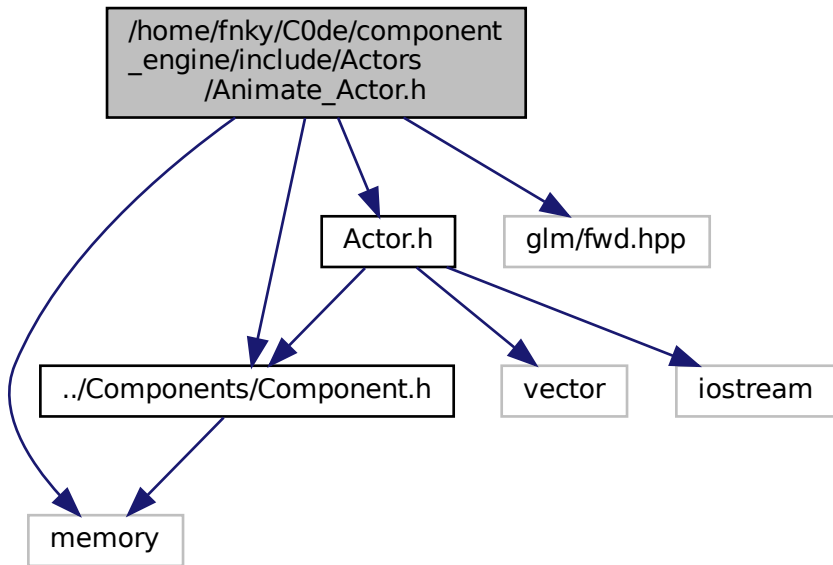 /home/fnky/C0de/component
_engine/include/Actors
/Animate_Actor.h
Actor.h
glm/fwd.hpp
../Components/Component.h
vector
iostream
memory